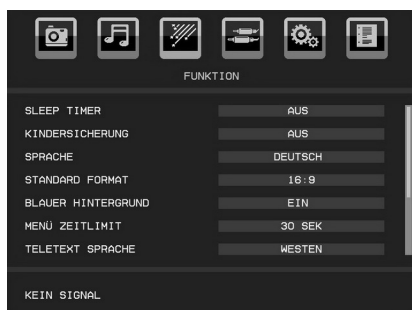 FUNKTION
SLEEP TIMER AUS
KINDERSICHERUNG AUS
SPRACHE DEUTSCH
STANDARD FORMAT 16:9
BLAUER HINTERGRUND EIN
MENÜ ZEITLIMIT 30 SEK
TELETEXT SPRACHE WESTEN
KEIN SIGNAL